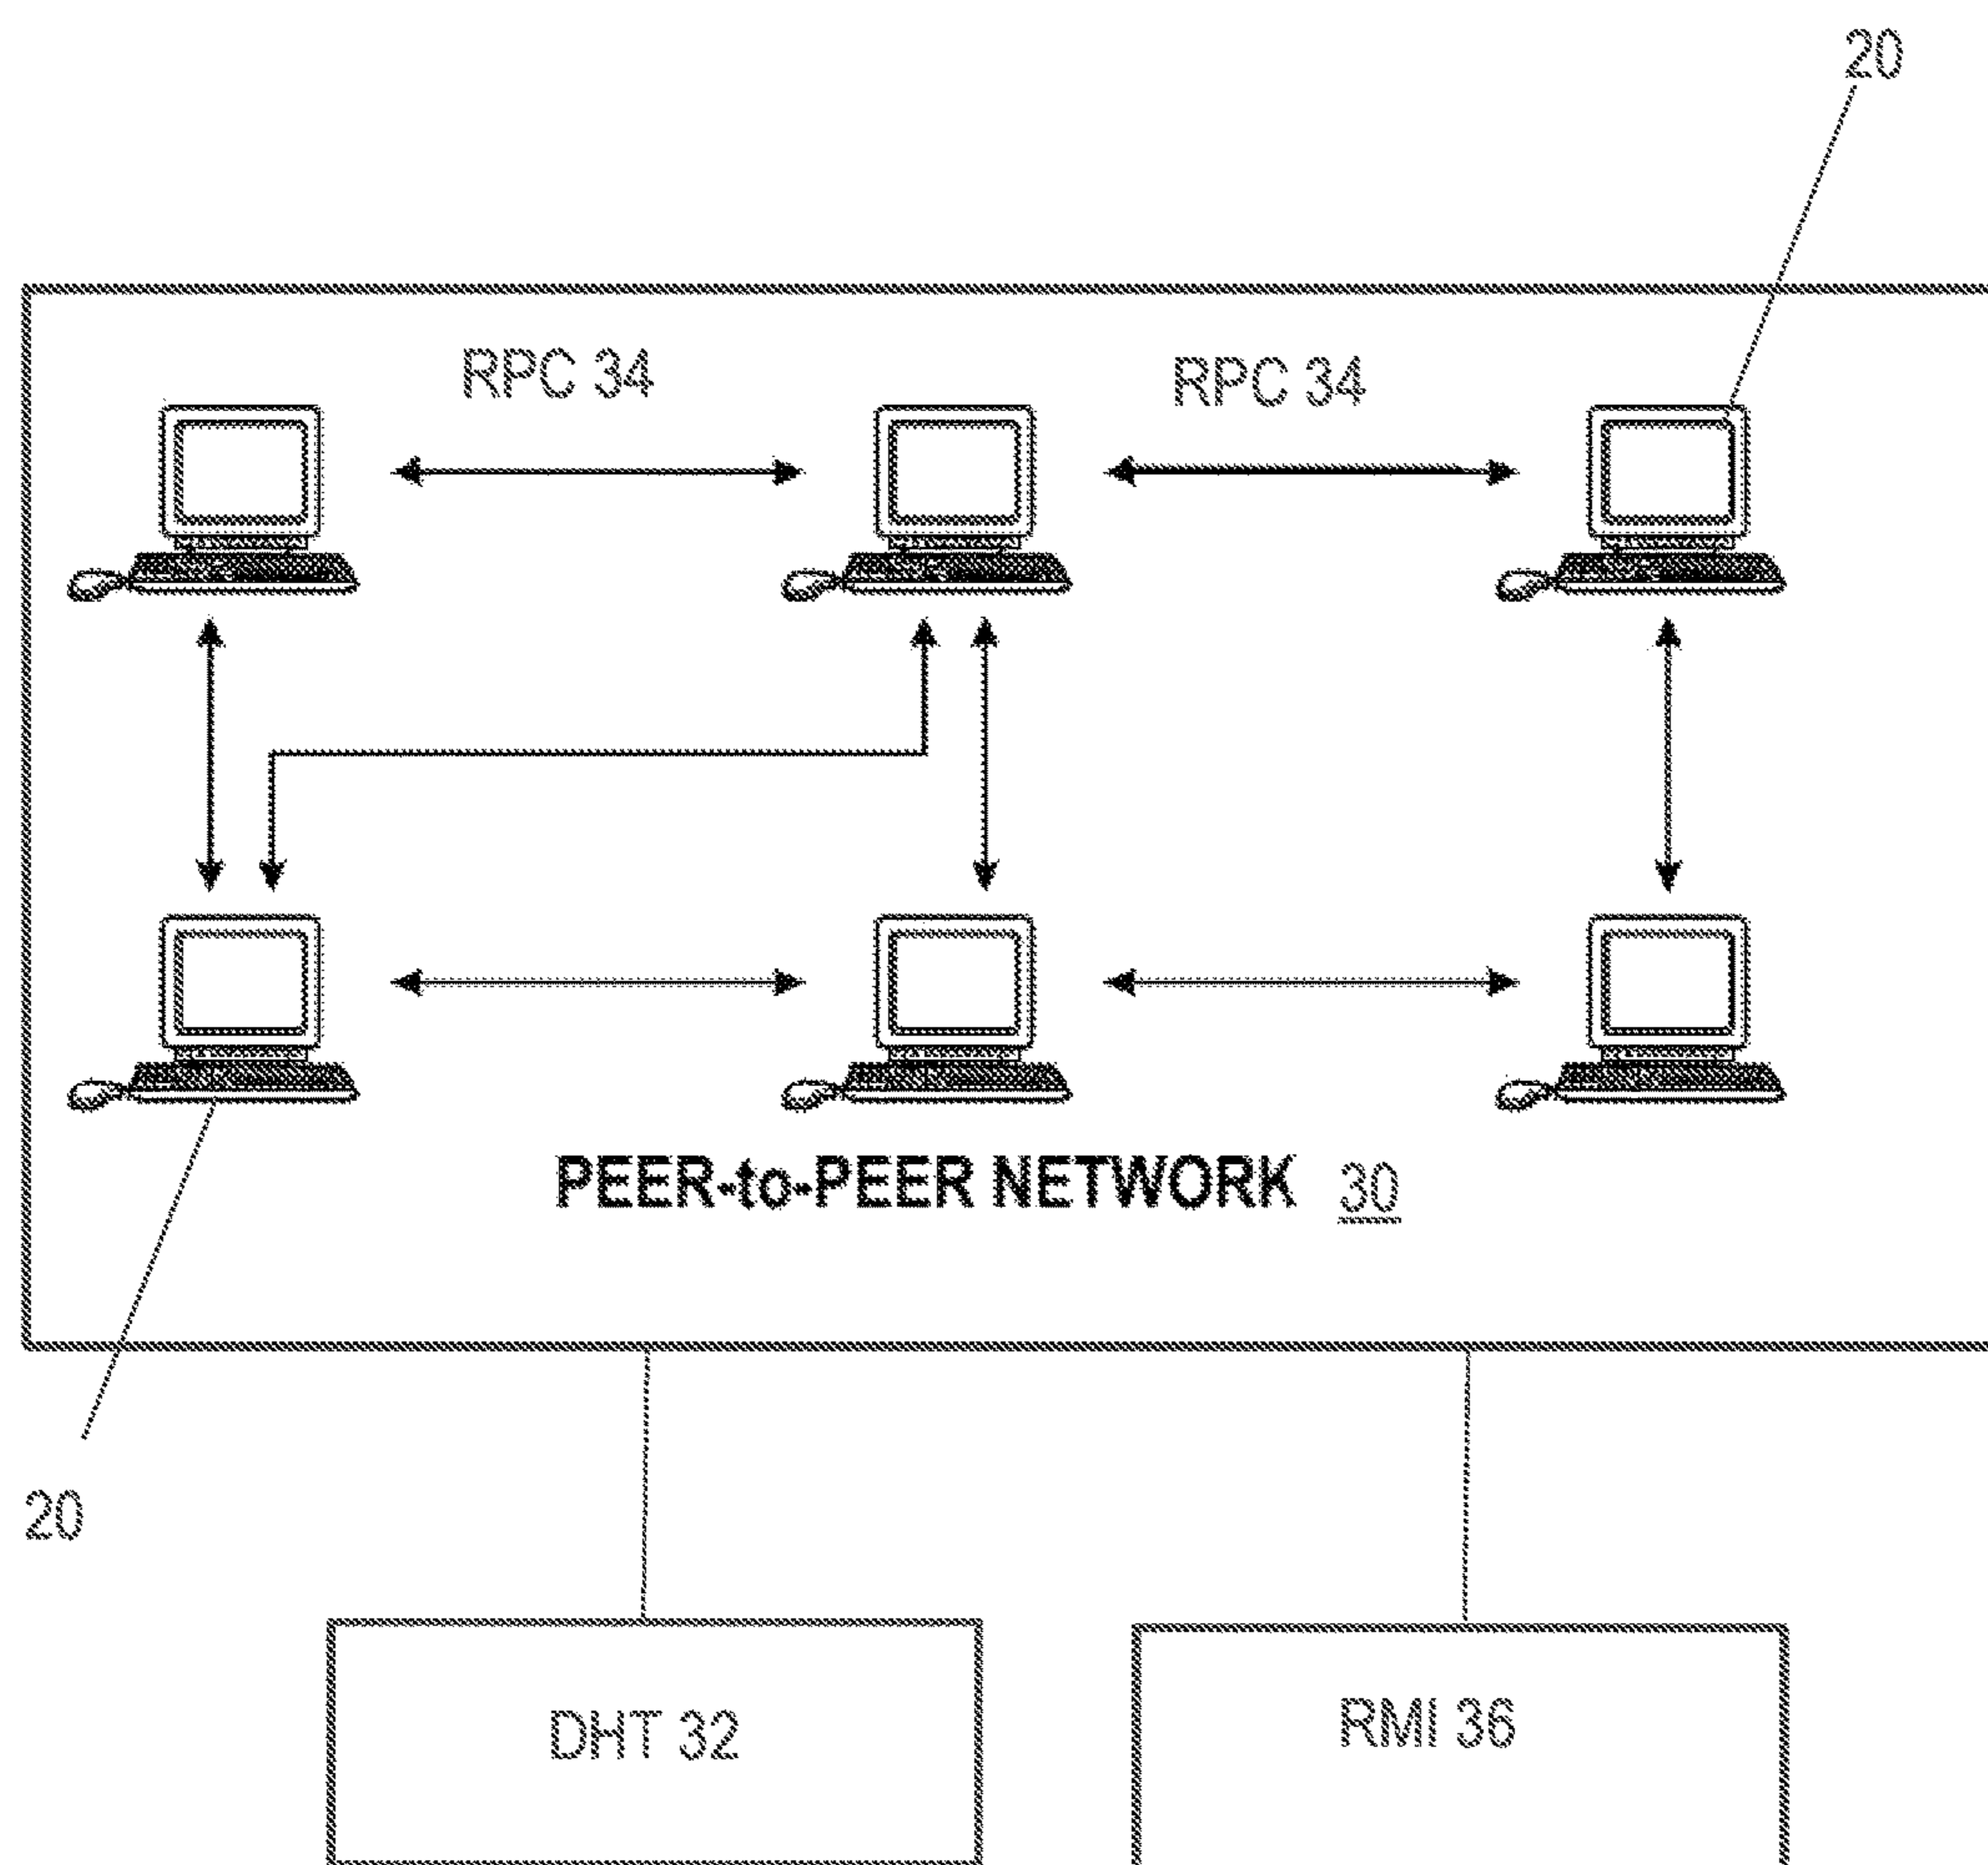 20
RPC 34
RPC 34
PEER-to-PEER NETWORK 30
20
DHT 32
RMI 36